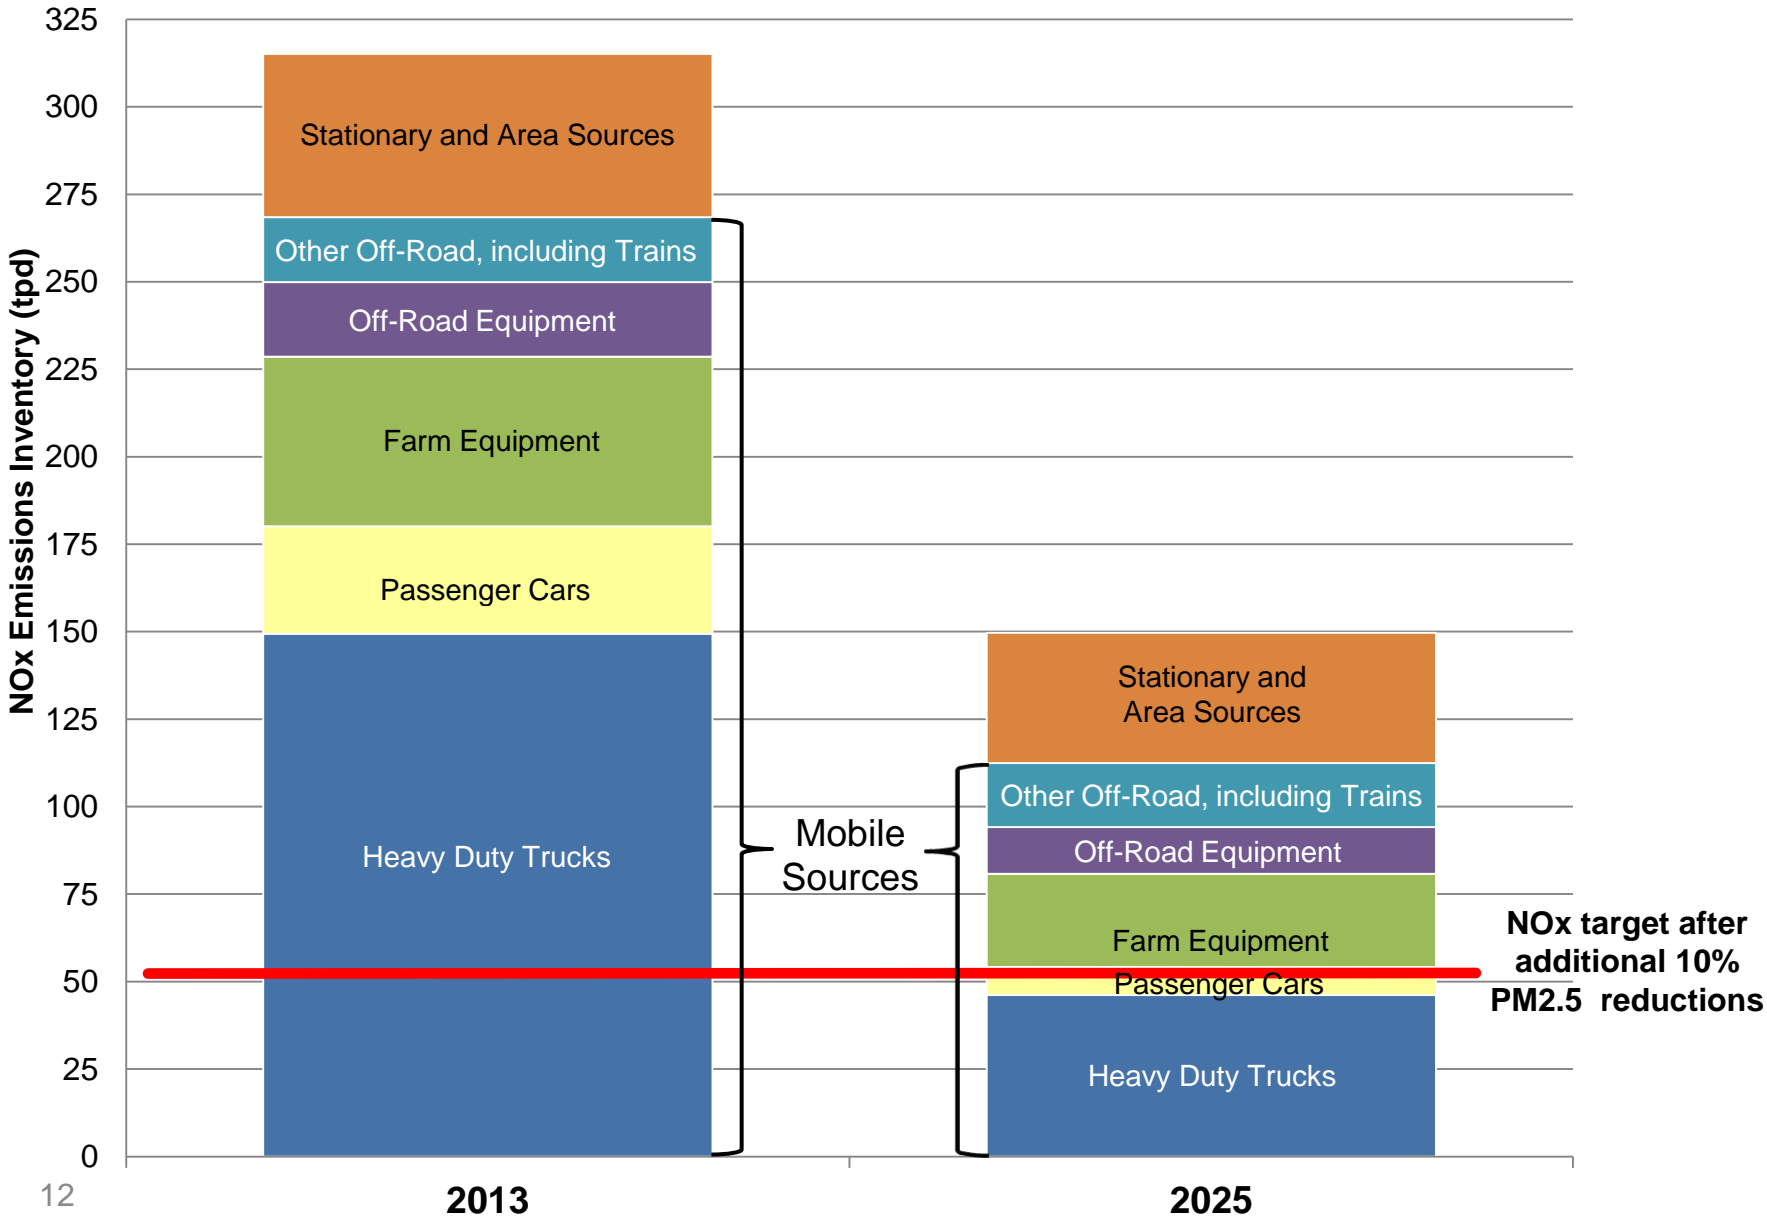 NOx Emissions Inventory (tpd)
325
300
275
250
225
200
175
150
125
100
75
50
25
0
Stationary and Area Sources
Other Off-Road, including Trains
Off-Road Equipment
Farm Equipment
Passenger Cars
Heavy Duty Trucks
Mobile
Sources
Stationary and
Area Sources
Other Off-Road, including Trains
Off-Road Equipment
Farm Equipment
Passenger Cars
Heavy Duty Trucks
NOx target after
additional 10%
PM2.5 reductions
2013
2025
12